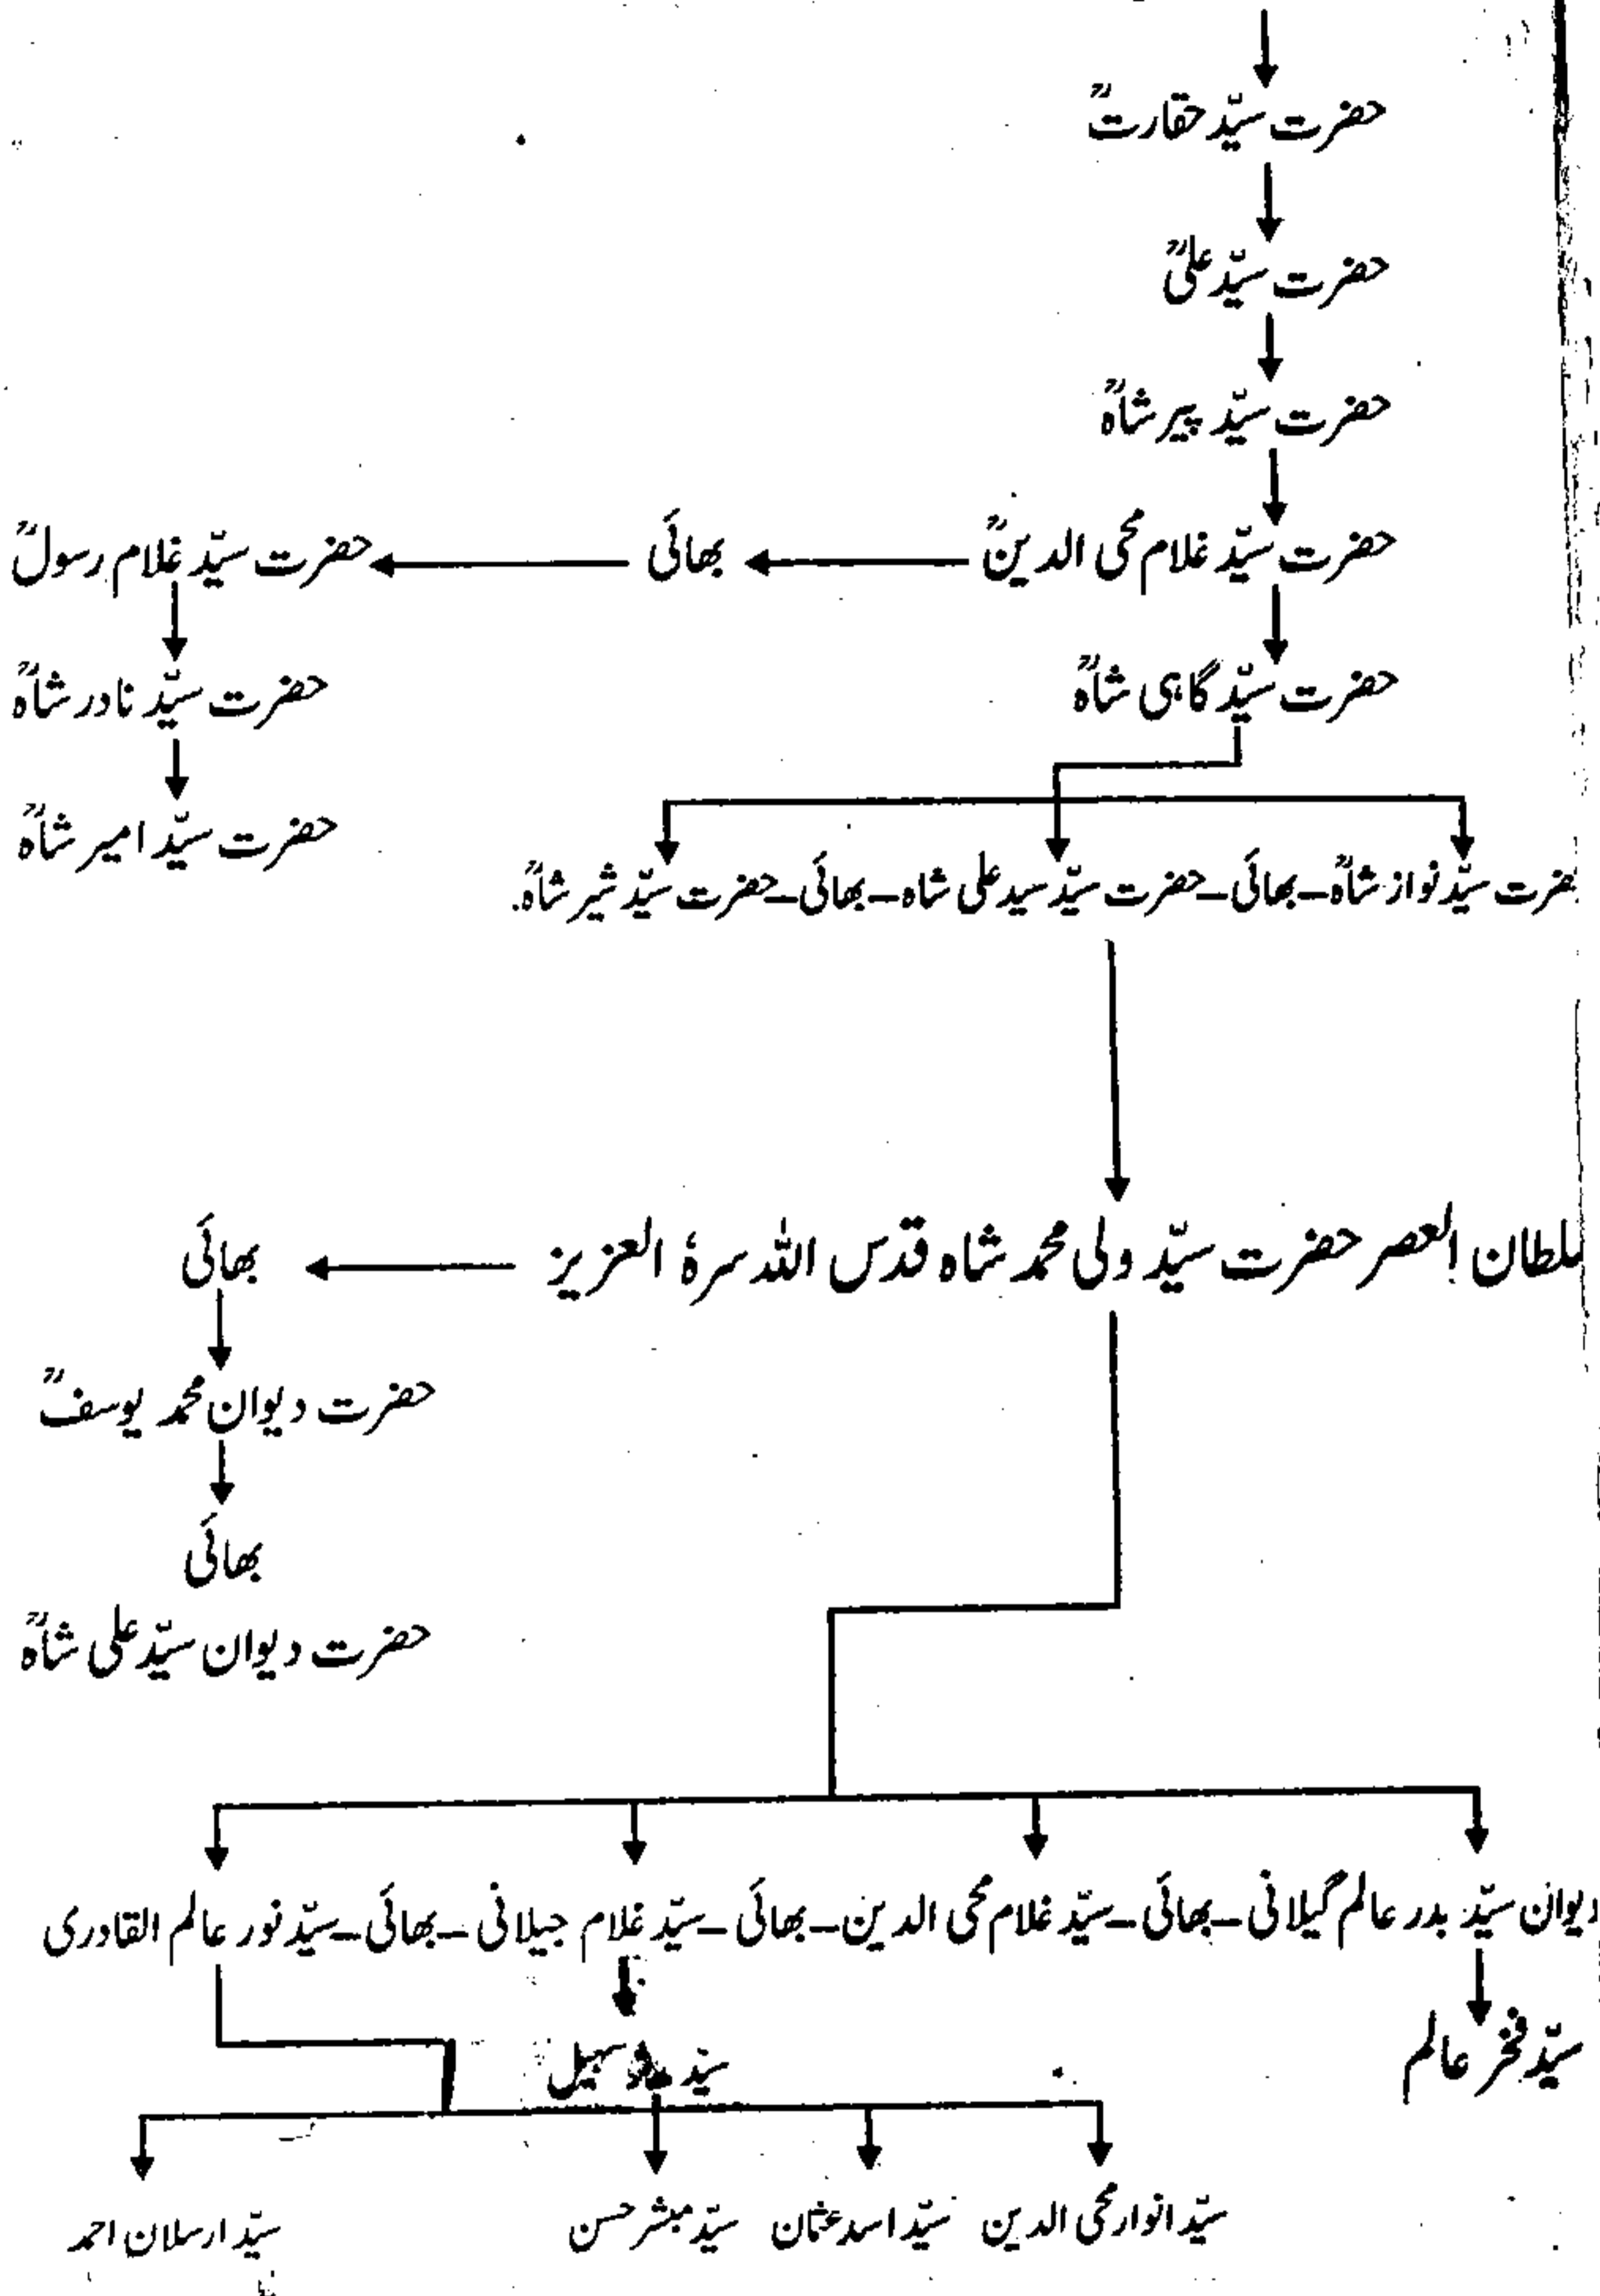 حضرت سیّد حقارتؒ
حضرت سیّد علیؒ
حضرت سیّد پیر شاہؒ
حضرت سیّد غلام محی الدینؒ بھائی حضرت سیّد غلام رسولؒ
حضرت سیّد گاہی شاہؒ حضرت سیّد نادر شاہؒ
حضرت سیّد امیر شاہؒ
حضرت سیّد نواز شاہؒ – بھائی – حضرت سیّد سید علی شاہ – بھائی – حضرت سیّد شیر شاہؒ
سلطان العصر حضرت سیّد ولی محمد شاہ قدس اللہ سرہٗ العزیز بھائی
حضرت دیوان محمد یوسفؒ
بھائی
حضرت دیوان سیّد علی شاہؒ
دیوان سیّد بدر عالم گیلانی – بھائی – سیّد غلام محی الدین – بھائی – سیّد غلام جیلانی – بھائی – سیّد نور عالم القادری
سیّد فخر عالم سیّد سہیل
سیّد انوار محی الدین سیّد اسد عثمان سیّد مبشر حسن سیّد ارسلان احمد